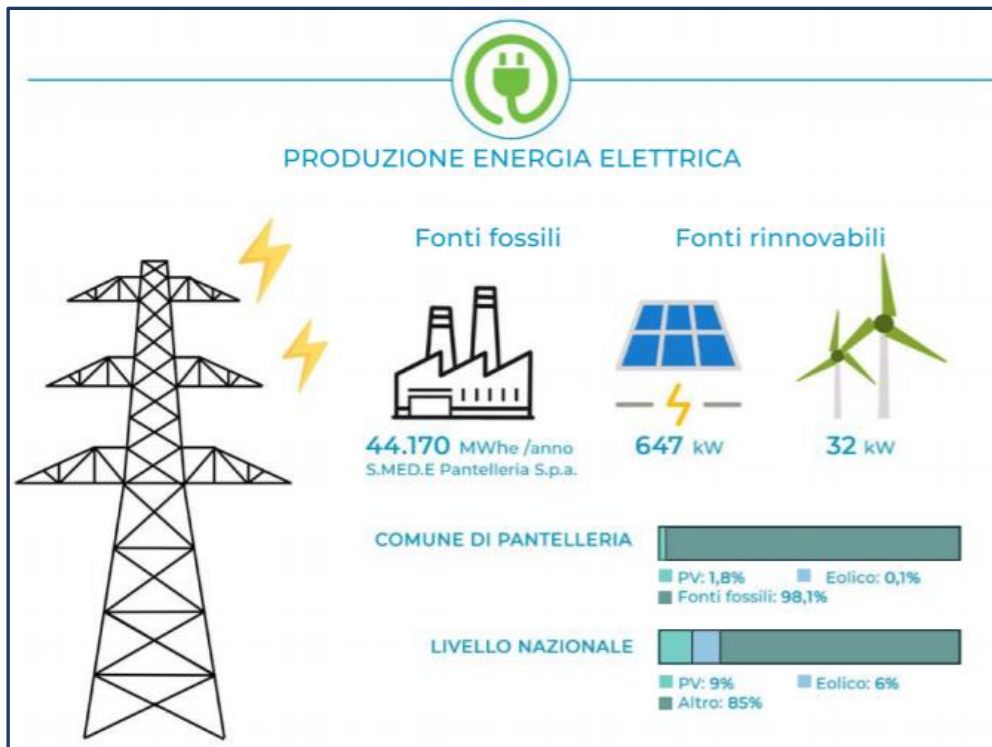 PRODUZIONE ENERGIA ELETTRICA
Fonti fossili
Fonti rinnovabili
44.170 MWhe /anno
S.MED.E Pantelleria S.p.a.
647 kW
32 kW
COMUNE DI PANTELLERIA
PV: 1,8%
Eolico: 0,1%
Fonti fossili: 98,1%
LIVELLO NAZIONALE
PV: 9%
Eolico: 6%
Altro: 85%